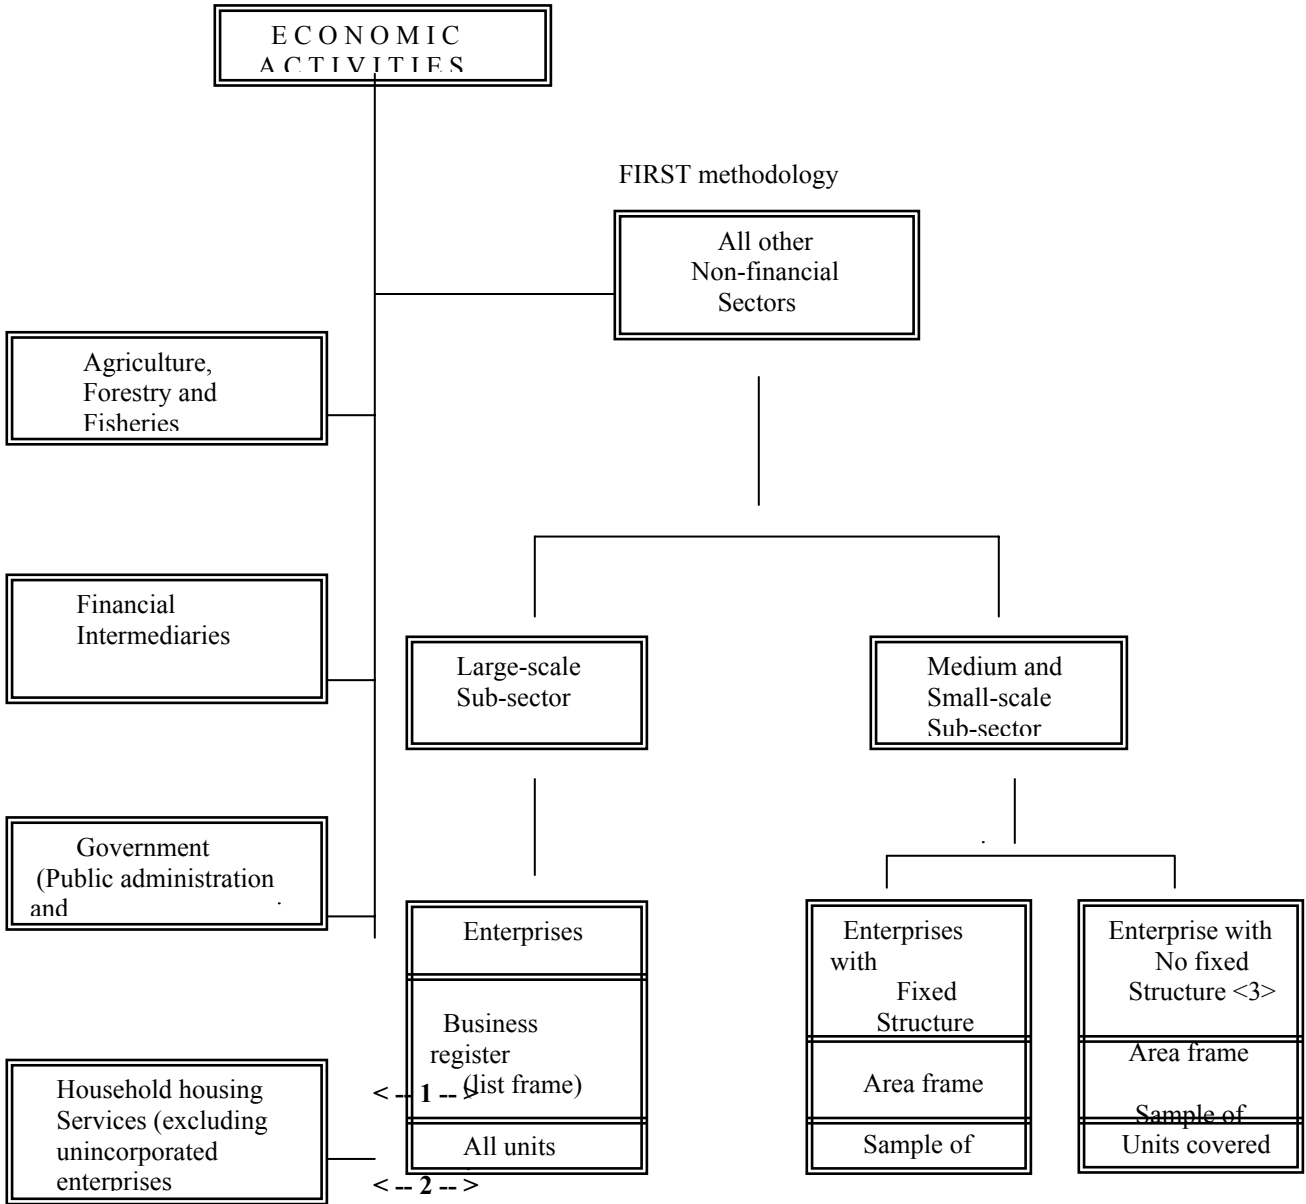 E C O N O M I C
A C T I V I T I E S
FIRST methodology
All other
Non-financial
Sectors
Agriculture,
Forestry and
Fisheries
Financial
Intermediaries
Large-scale
Sub-sector
Medium and
Small-scale
Sub-sector
Government
(Public administration
and
Enterprises
Business
register
(list frame)
All units
Enterprises
with
Fixed
Structure
Area frame
Sample of
Enterprise with
No fixed
Structure <3>
Area frame
Sample of
Units covered
Household housing
Services (excluding
unincorporated
enterprises
< -- 1 -- >
< -- 2 -- >